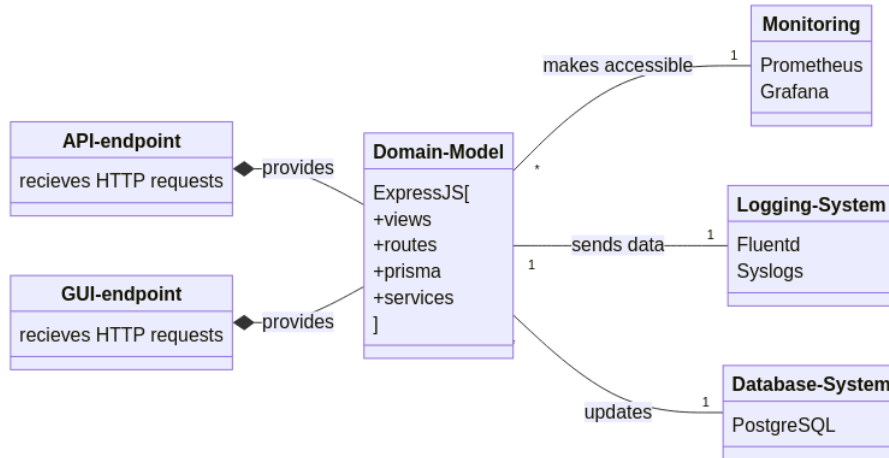 API-endpoint
recieves HTTP requests
GUI-endpoint
recieves HTTP requests
provides
provides
Domain-Model
ExpressJS[
+views
+routes
+prisma
+services
]
makes accessible
1
*
sends data
1
1
updates
1
*
Monitoring
Prometheus
Grafana
Logging-System
Fluentd
Syslogs
Database-System
PostgreSQL